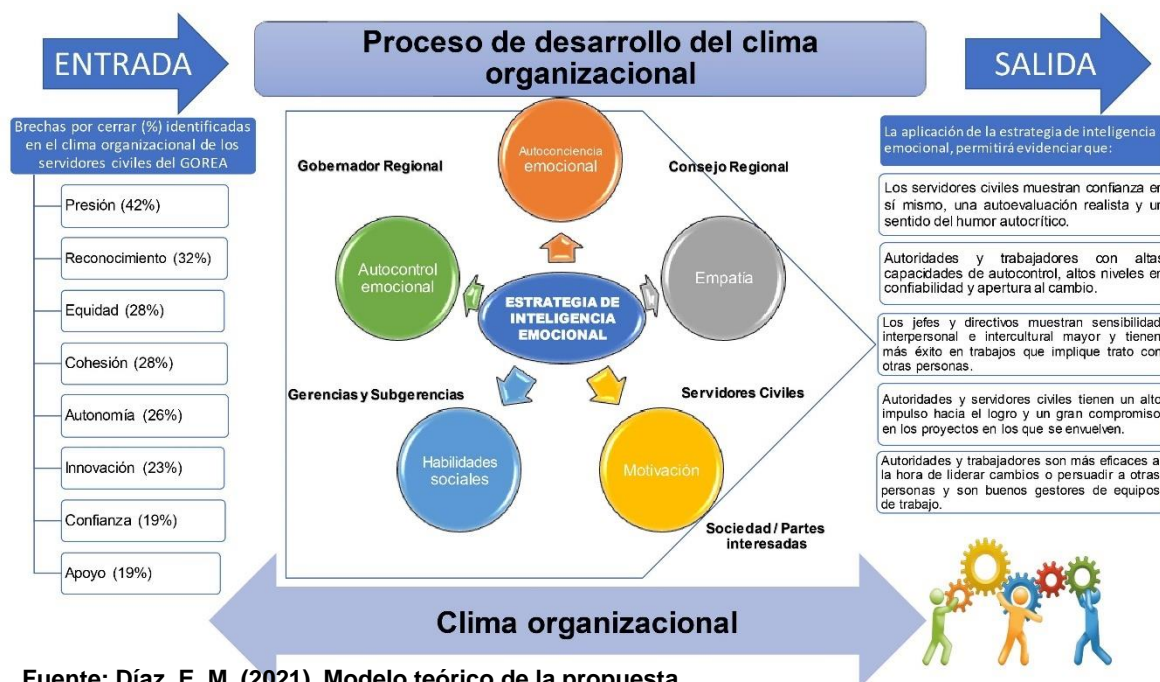 ENTRADA
Proceso de desarrollo del clima
organizacional
SALIDA
Brechas por cerrar (%) identificadas
en el clima organizacional de los
servidores civiles del GOREA
Presión (42%)
Reconocimiento (32%)
Equidad (28%)
Cohesión (28%)
Autonomía (26%)
Innovación (23%)
Confianza (19%)
Apoyo (19%)
Gobernador Regional
Autoconciencia
emocional
Consejo Regional
Autocontrol
emocional
ESTRATEGIA DE
INTELIGENCIA
EMOCIONAL
Empatía
Gerencias y Subgerencias
Servidores Civiles
Habilidades
sociales
Motivación
Sociedad / Partes
interesadas
La aplicación de la estrategia de inteligencia
emocional, permitirá evidenciar que:
Los servidores civiles muestran confianza en
sí mismo, una autoevaluación realista y un
sentido del humor autocrítico.
Autoridades y trabajadores con altas
capacidades de autocontrol, altos niveles en
confiabilidad y apertura al cambio.
Los jefes y directivos muestran sensibilidad
interpersonal e intercultural mayor y tienen
más éxito en trabajos que implique trato con
otras personas.
Autoridades y servidores civiles tienen un alto
impulso hacia el logro y un gran compromiso
en los proyectos en los que se envuelven.
Autoridades y trabajadores son más eficaces a
la hora de liderar cambios o persuadir a otras
personas y son buenos gestores de equipos
de trabajo.
Clima organizacional
Fuente: Díaz, E. M. (2021). Modelo teórico de la propuesta